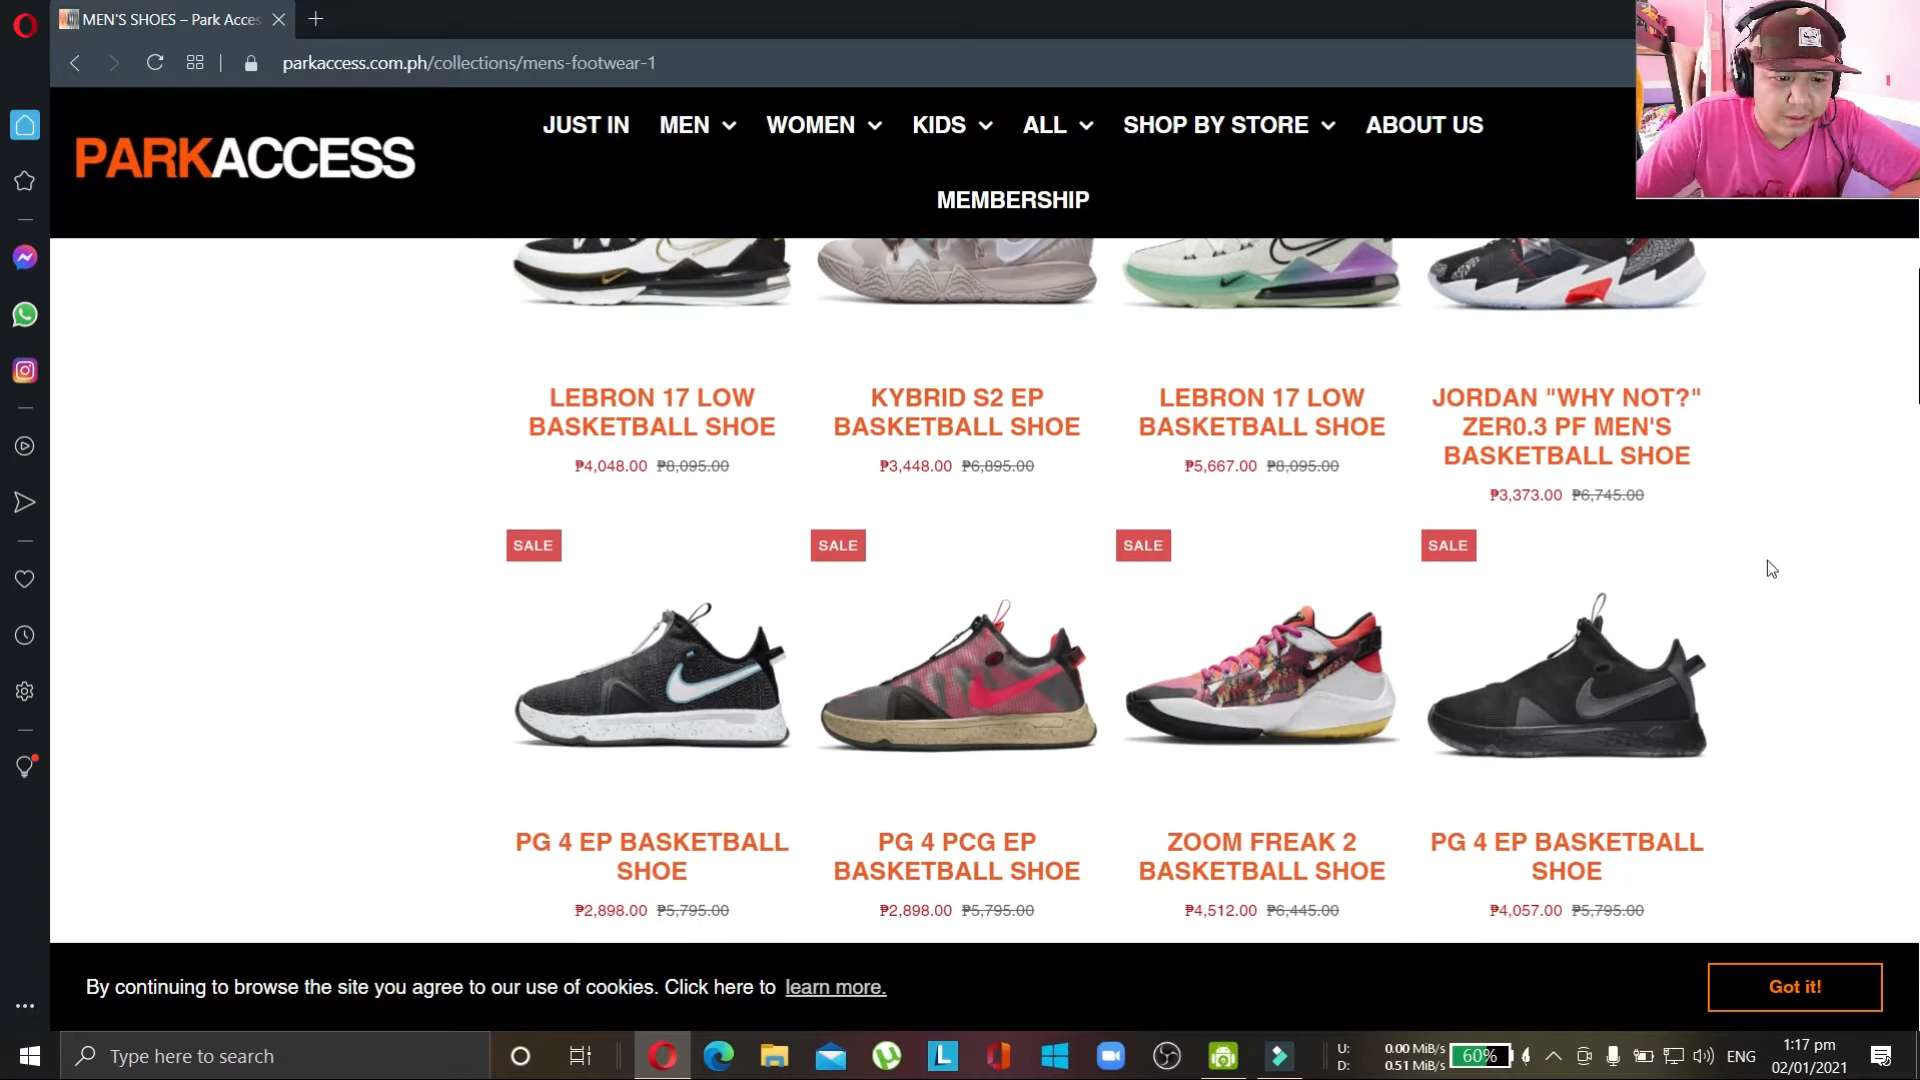 MEN'S SHOES – Park Acces
parkaccess.com.ph/collections/mens-footwear-1
PARKACCESS
JUST IN MEN WOMEN KIDS ALL SHOP BY STORE ABOUT US
MEMBERSHIP
LEBRON 17 LOW
BASKETBALL SHOE
₱4,048.00 ₱8,095.00
KYBRID S2 EP
BASKETBALL SHOE
₱3,448.00 ₱6,895.00
LEBRON 17 LOW
BASKETBALL SHOE
₱5,667.00 ₱8,095.00
JORDAN "WHY NOT?"
ZER0.3 PF MEN'S
BASKETBALL SHOE
₱3,373.00 ₱6,745.00
SALE
SALE
SALE
SALE
PG 4 EP BASKETBALL
SHOE
₱2,898.00 ₱5,795.00
PG 4 PCG EP
BASKETBALL SHOE
₱2,898.00 ₱5,795.00
ZOOM FREAK 2
BASKETBALL SHOE
₱4,512.00 ₱6,445.00
PG 4 EP BASKETBALL
SHOE
₱4,057.00 ₱5,795.00
By continuing to browse the site you agree to our use of cookies. Click here to learn more.
Got it!
Type here to search
U: 0.00 MiB/s
D: 0.51 MiB/s
60%
ENG
1:17 pm
02/01/2021